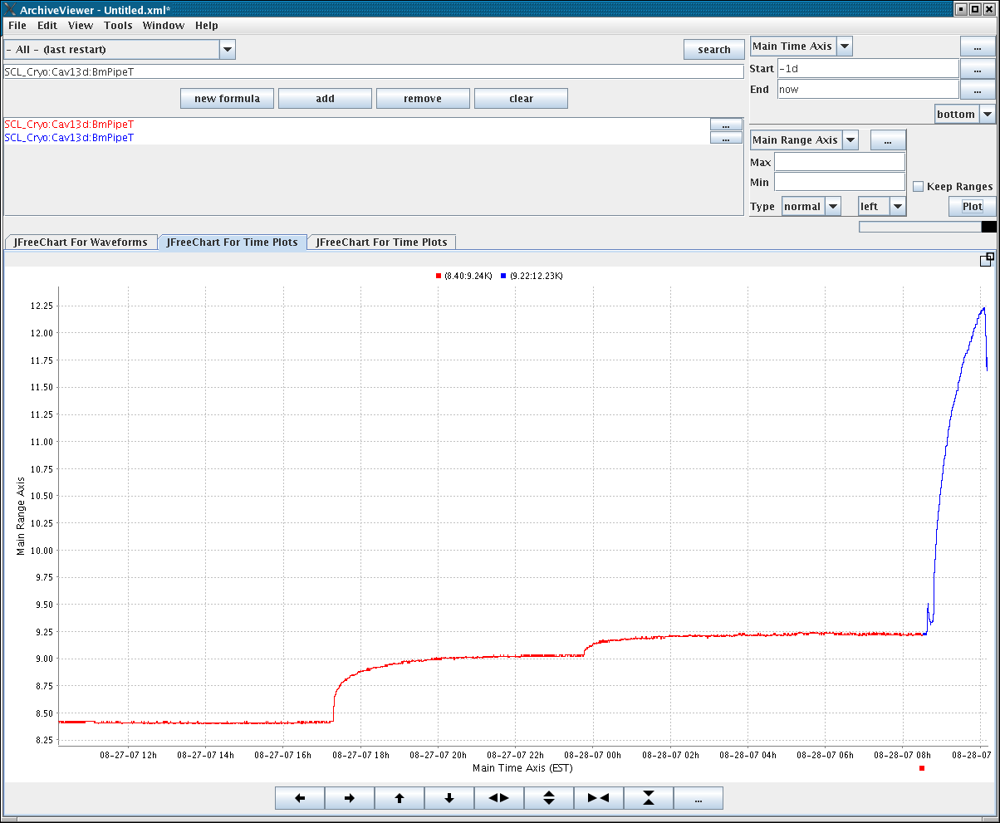 ArchiveViewer - Untitled.xml*
File Edit View Tools Window Help
- All - (last restart) search
SCL_Cryo:Cav13d:BmPipeT
new formula add remove clear
SCL_Cryo:Cav13d:BmPipeT ...
SCL_Cryo:Cav13d:BmPipeT ...
Main Time Axis ...
Start -1d ...
End now ...
bottom
Main Range Axis ...
Max
Min
Keep Ranges
Type normal left Plot
JFreeChart For Waveforms JFreeChart For Time Plots JFreeChart For Time Plots
(8.40:9.24K) (9.22:12.23K)
12.25
12.00
11.75
11.50
11.25
11.00
10.75
10.50
10.25
10.00
9.75
9.50
9.25
9.00
8.75
8.50
8.25
Main Range Axis
08-27-07 12h 08-27-07 14h 08-27-07 16h 08-27-07 18h 08-27-07 20h 08-27-07 22h 08-28-07 00h 08-28-07 02h 08-28-07 04h 08-28-07 06h 08-28-07 08h 08-28-07
Main Time Axis (EST)
...